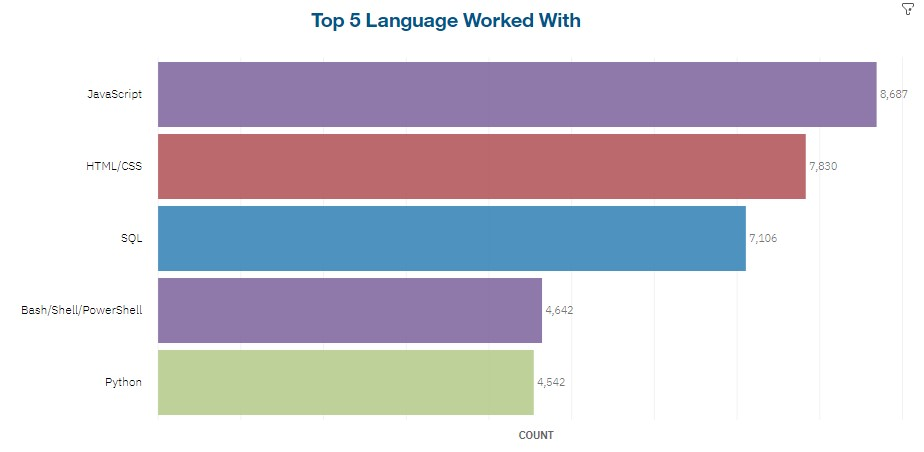 Top 5 Language Worked With
JavaScript 8,687
HTML/CSS 7,830
SQL 7,106
Bash/Shell/PowerShell 4,642
Python 4,542
COUNT